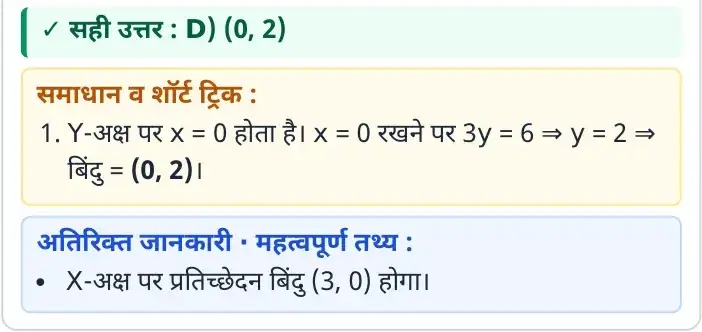 ✓ सही उत्तर : D) (0, 2)
समाधान व शॉर्ट ट्रिक :
1. Y-अक्ष पर x = 0 होता है। x = 0 रखने पर 3y = 6 ⇒ y = 2 ⇒
बिंदु = (0, 2)।
अतिरिक्त जानकारी · महत्वपूर्ण तथ्य :
• X-अक्ष पर प्रतिच्छेदन बिंदु (3, 0) होगा।